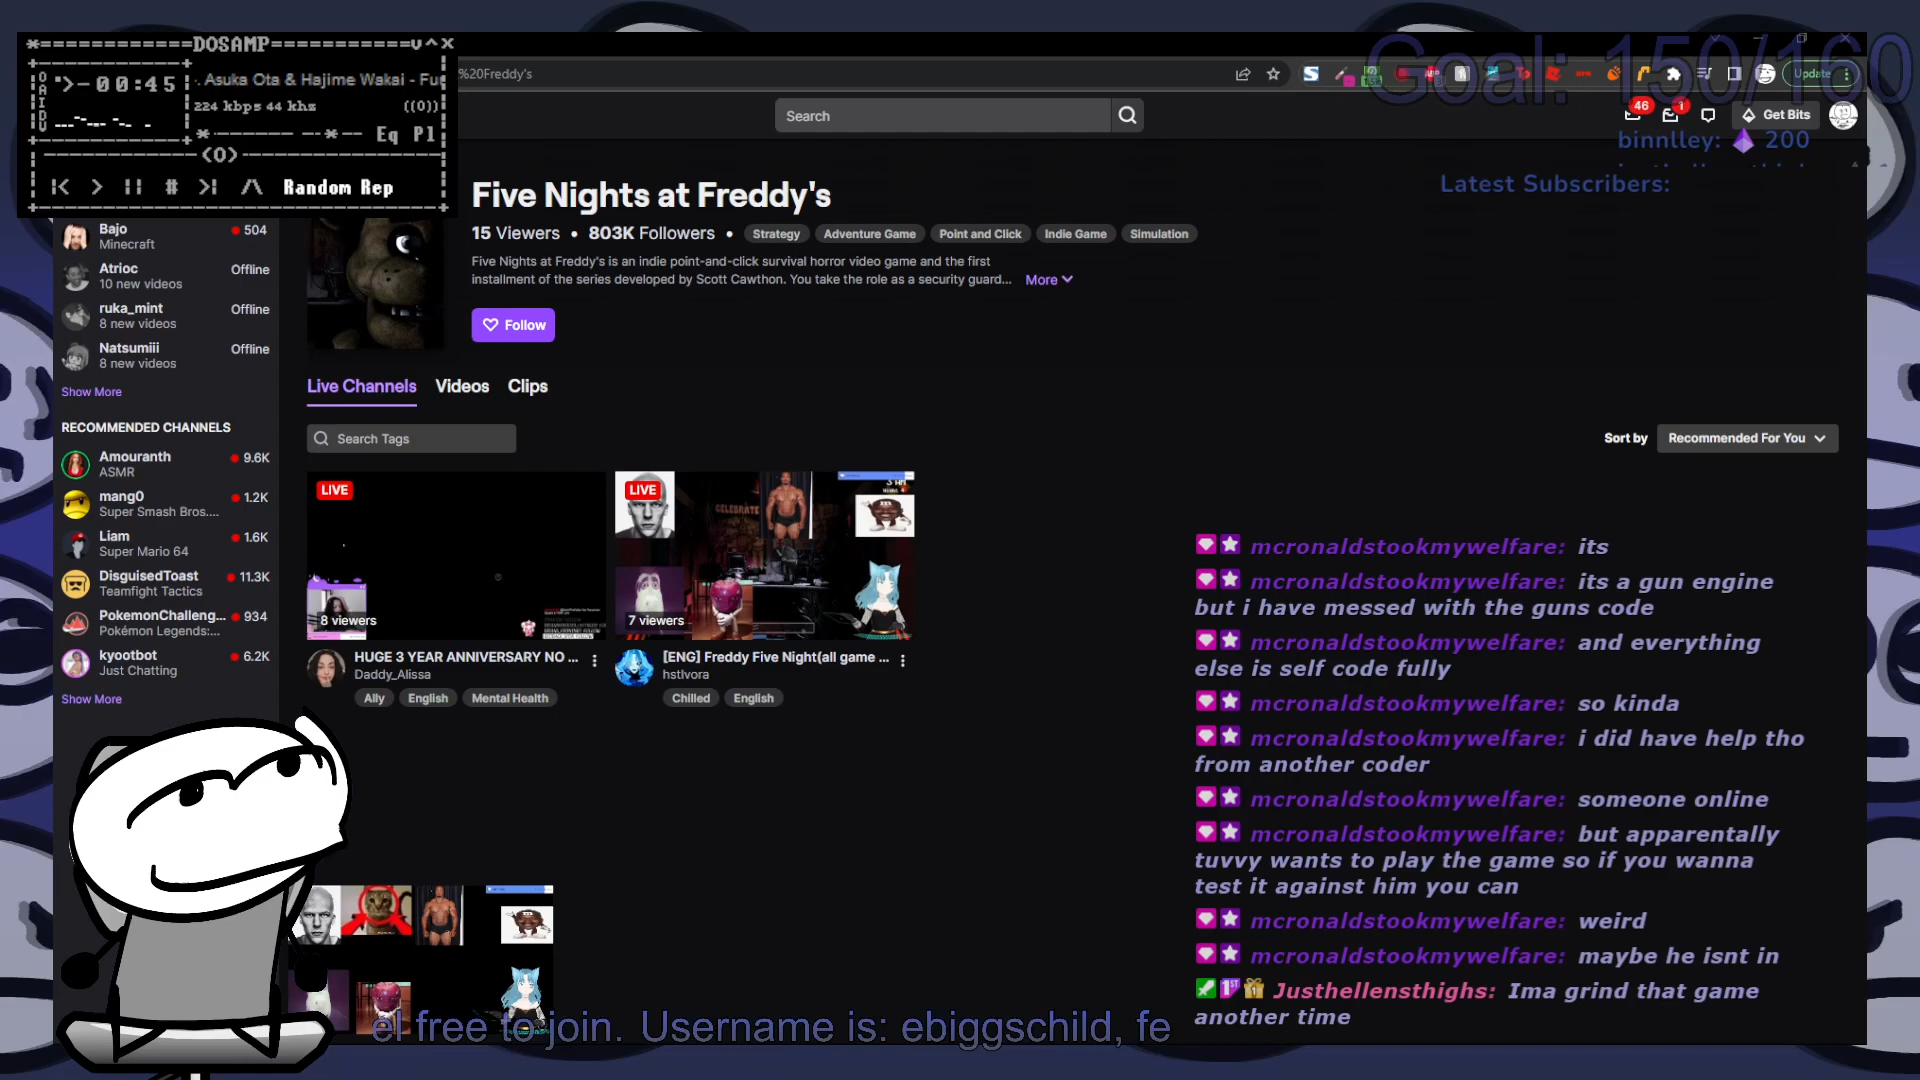 *============DOSAMP===========υ^X
OAIDU
'>-00:45
. Asuka Ota & Hajime Wakai - Fur
224 kbps 44 khz
((0))
Eq Pl
(O)
Random Rep
%20Freddy's
Update
Goal: 150/160
Search
46
1
Get Bits
binnlley: 200
Latest Subscribers:
Five Nights at Freddy's
15 Viewers • 803K Followers •
Strategy
Adventure Game
Point and Click
Indie Game
Simulation
Five Nights at Freddy's is an indie point-and-click survival horror video game and the first
installment of the series developed by Scott Cawthon. You take the role as a security guard...
More
Follow
Bajo
504
Minecraft
Atrioc
Offline
10 new videos
ruka_mint
Offline
8 new videos
Natsumiii
Offline
8 new videos
Show More
RECOMMENDED CHANNELS
Amouranth
9.6K
ASMR
mang0
1.2K
Super Smash Bros....
Liam
1.6K
Super Mario 64
DisguisedToast
11.3K
Teamfight Tactics
PokemonChalleng...
934
Pokémon Legends:...
kyootbot
6.2K
Just Chatting
Show More
Live Channels
Videos
Clips
Search Tags
Sort by
Recommended For You
LIVE
8 viewers
HUGE 3 YEAR ANNIVERSARY NO ...
Daddy_Alissa
Ally
English
Mental Health
LIVE
CELEBRATE
3 AM
7 viewers
[ENG] Freddy Five Night(all game ...
hstlvora
Chilled
English
mcronaldstookmywelfare: its
mcronaldstookmywelfare: its a gun engine
but i have messed with the guns code
mcronaldstookmywelfare: and everything
else is self code fully
mcronaldstookmywelfare: so kinda
mcronaldstookmywelfare: i did have help tho
from another coder
mcronaldstookmywelfare: someone online
mcronaldstookmywelfare: but apparentally
tuvvy wants to play the game so if you wanna
test it against him you can
mcronaldstookmywelfare: weird
mcronaldstookmywelfare: maybe he isnt in
1ST
Justhellensthighs: Ima grind that game
another time
el free to join. Username is: ebiggschild, fe